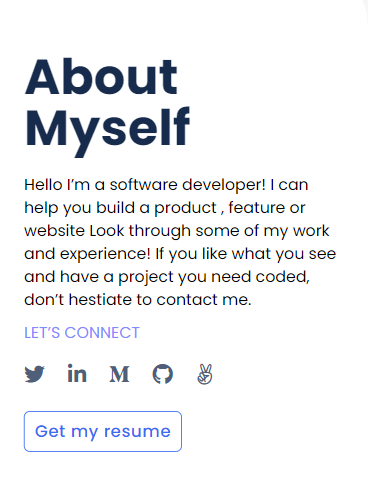 About
Myself
Hello I’m a software developer! I can
help you build a product , feature or
website Look through some of my work
and experience! If you like what you see
and have a project you need coded,
don’t hestiate to contact me.
LET’S CONNECT
Get my resume